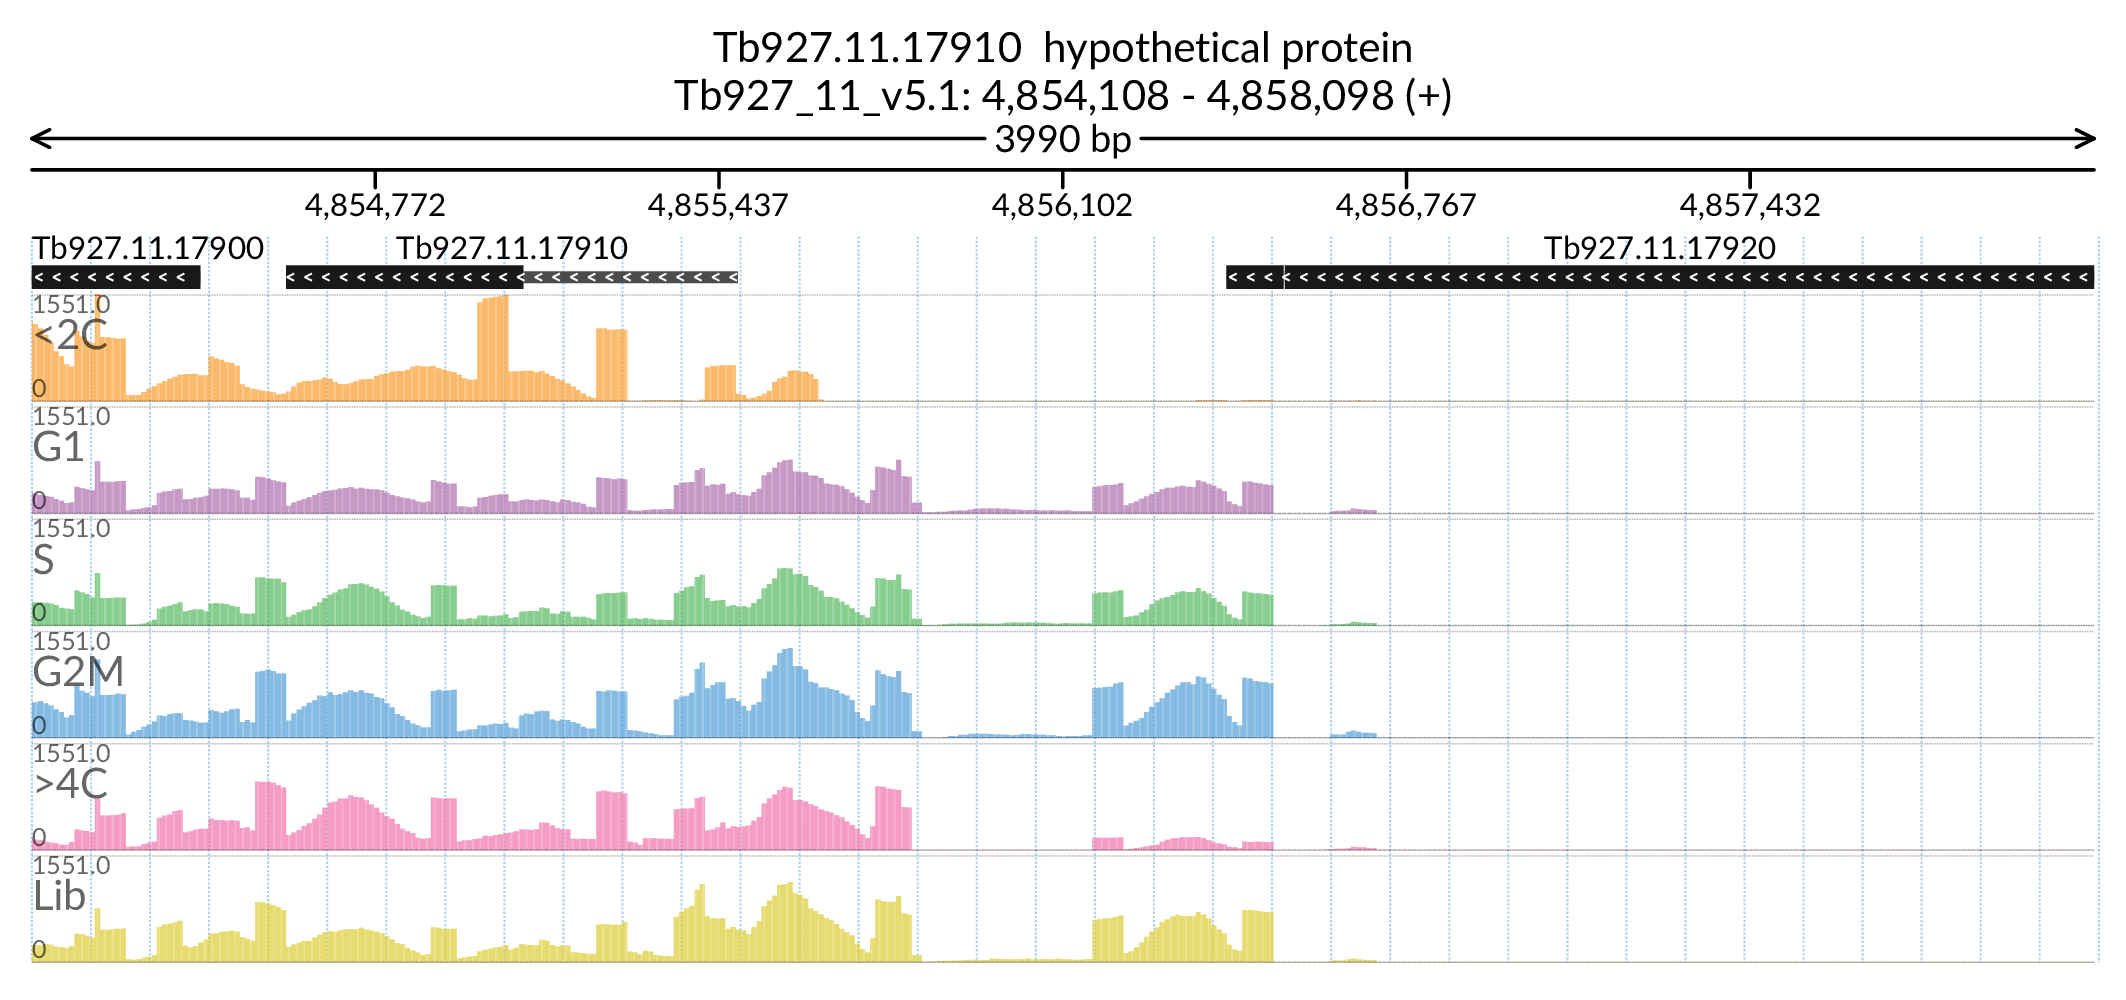 Tb927.11.17910  hypothetical protein
Tb927_11_v5.1: 4,854,108 - 4,858,098 (+)
3990 bp
4,854,772 4,855,437 4,856,102 4,856,767 4,857,432
Tb927.11.17900 Tb927.11.17910 Tb927.11.17920
1551.0
<2C
0
1551.0
G1
0
1551.0
S
0
1551.0
G2M
0
1551.0
>4C
0
1551.0
Lib
0